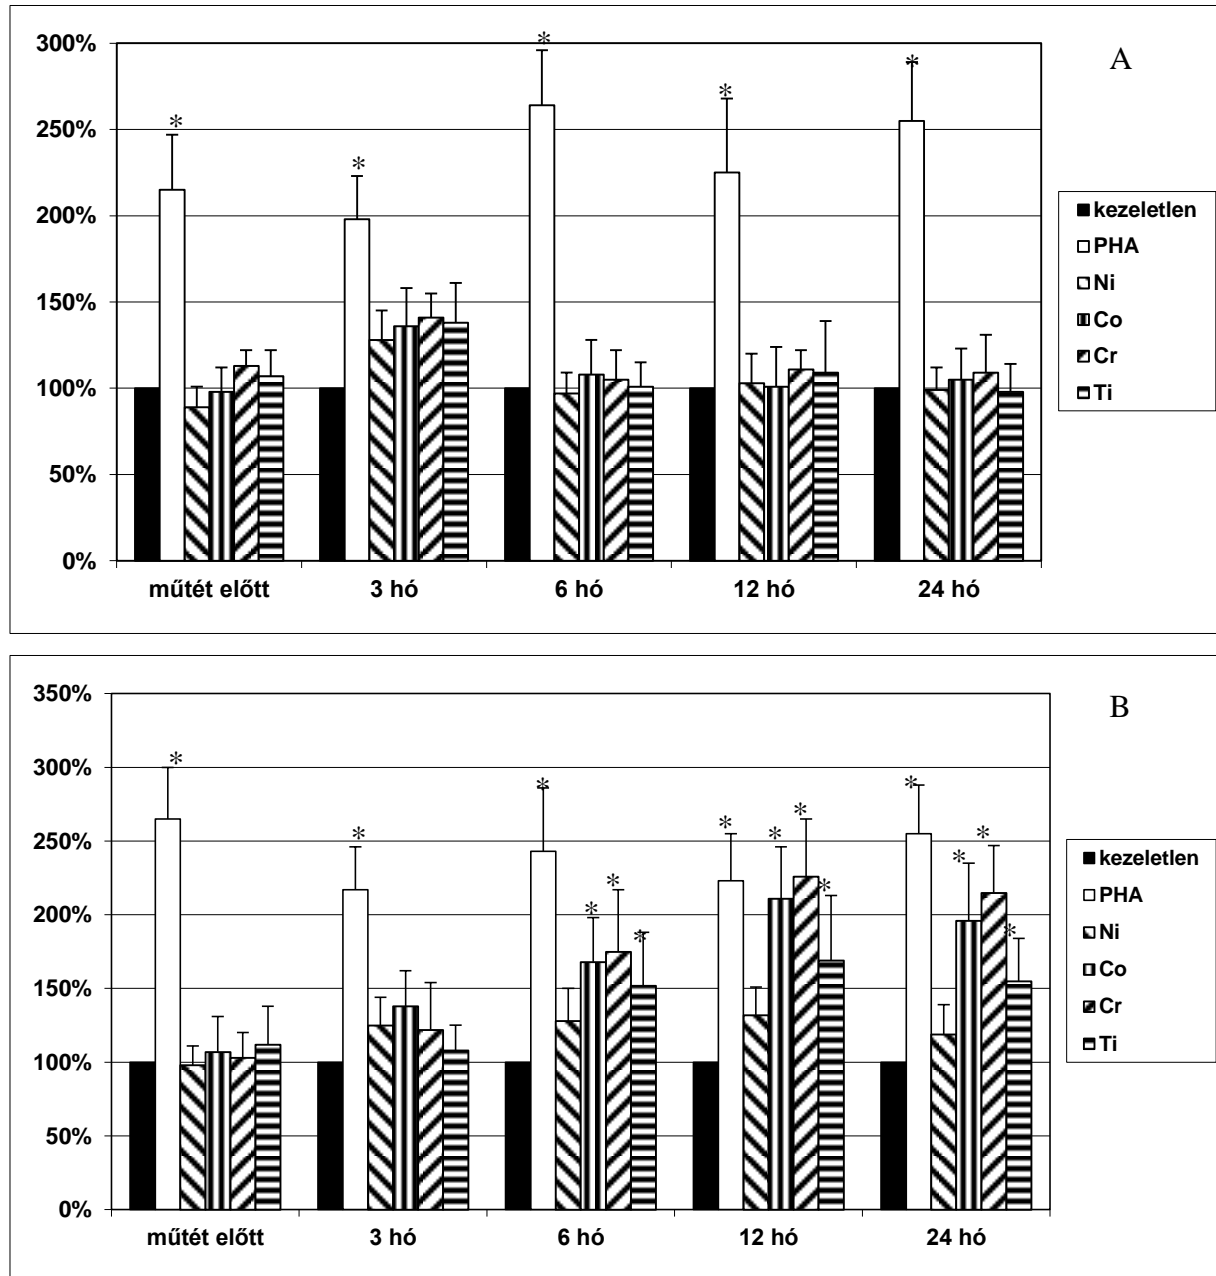 A
300%
250%
200%
150%
100%
50%
0%
* * * * *
műtét előtt 3 hó 6 hó 12 hó 24 hó
kezeletlen
PHA
Ni
Co
Cr
Ti
B
350%
300%
250%
200%
150%
100%
50%
0%
* * * * * * * * * * * * * *
műtét előtt 3 hó 6 hó 12 hó 24 hó
kezeletlen
PHA
Ni
Co
Cr
Ti